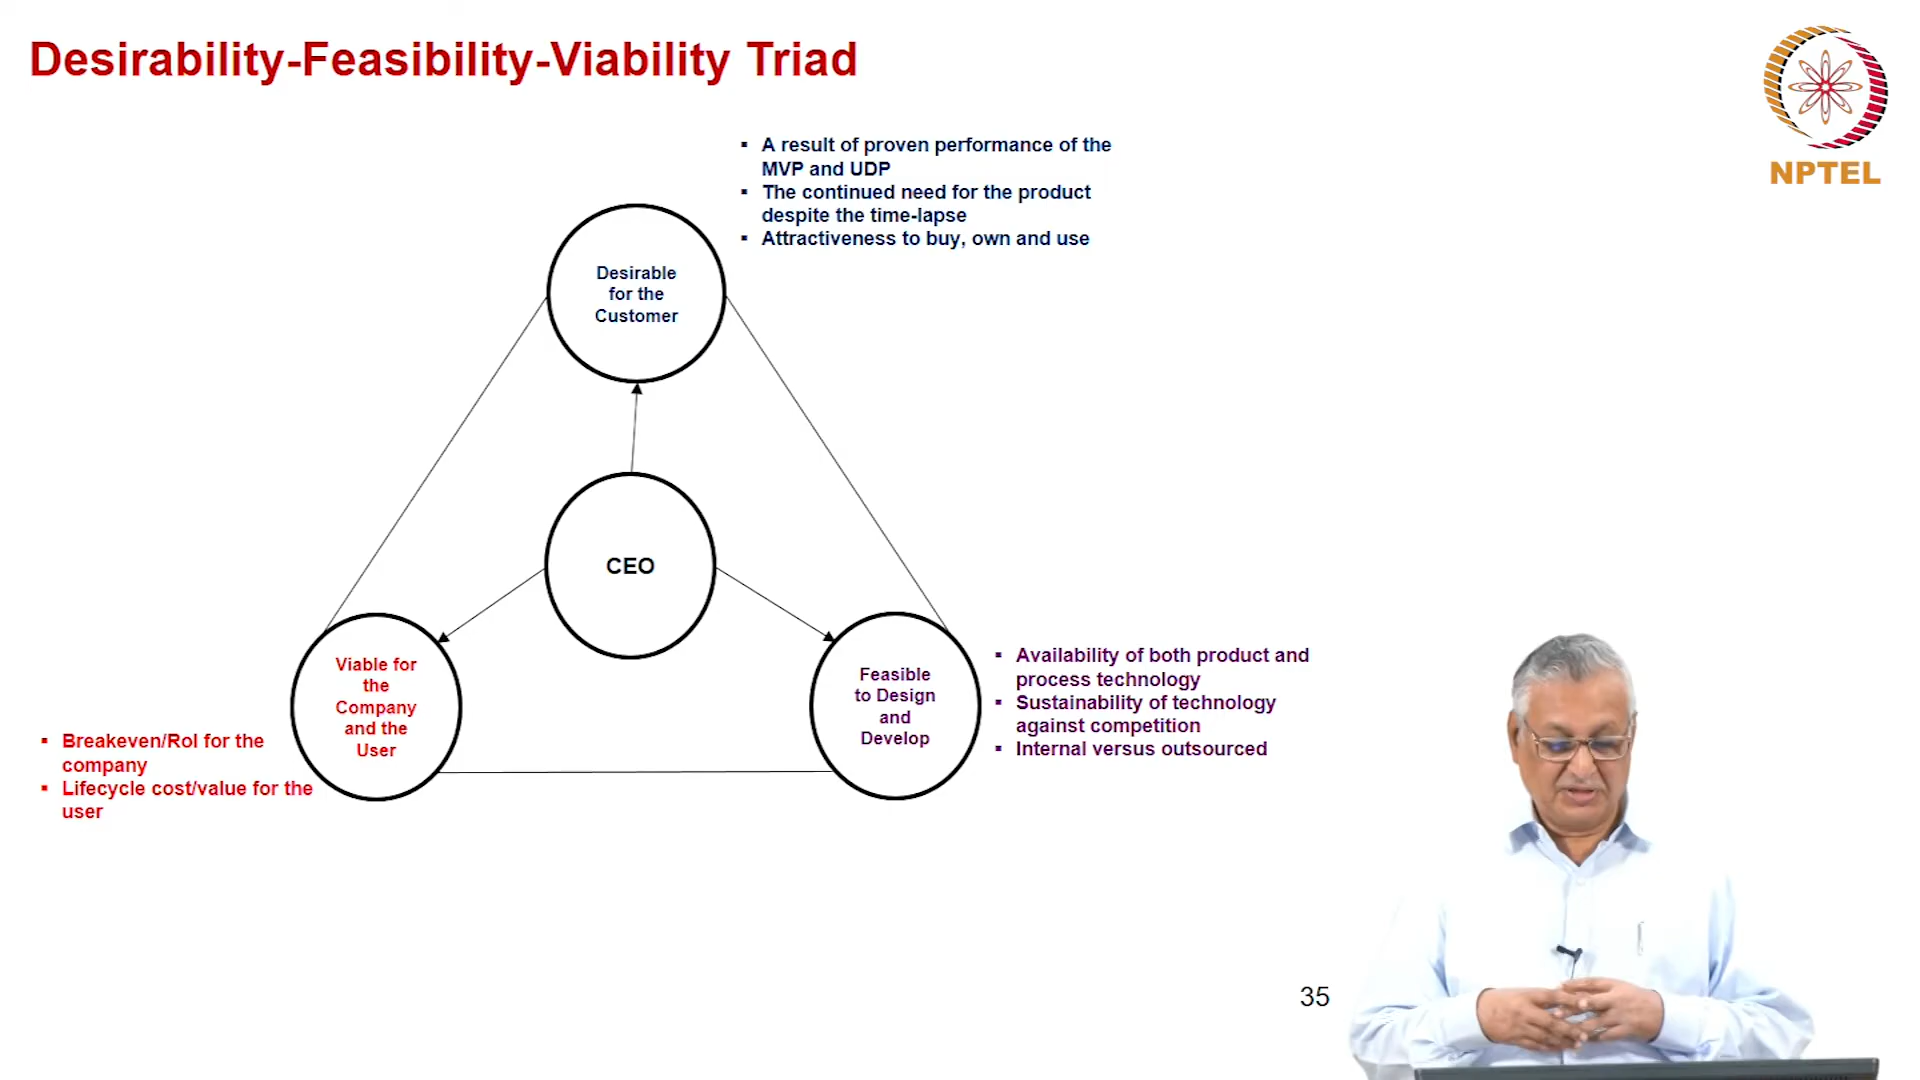 Desirability-Feasibility-Viability Triad
NPTEL
▪ A result of proven performance of the
MVP and UDP
▪ The continued need for the product
despite the time-lapse
▪ Attractiveness to buy, own and use
Desirable
for the
Customer
CEO
Viable for
the
Company
and the
User
▪ Breakeven/RoI for the
company
▪ Lifecycle cost/value for the
user
Feasible
to Design
and
Develop
▪ Availability of both product and
process technology
▪ Sustainability of technology
against competition
▪ Internal versus outsourced
35